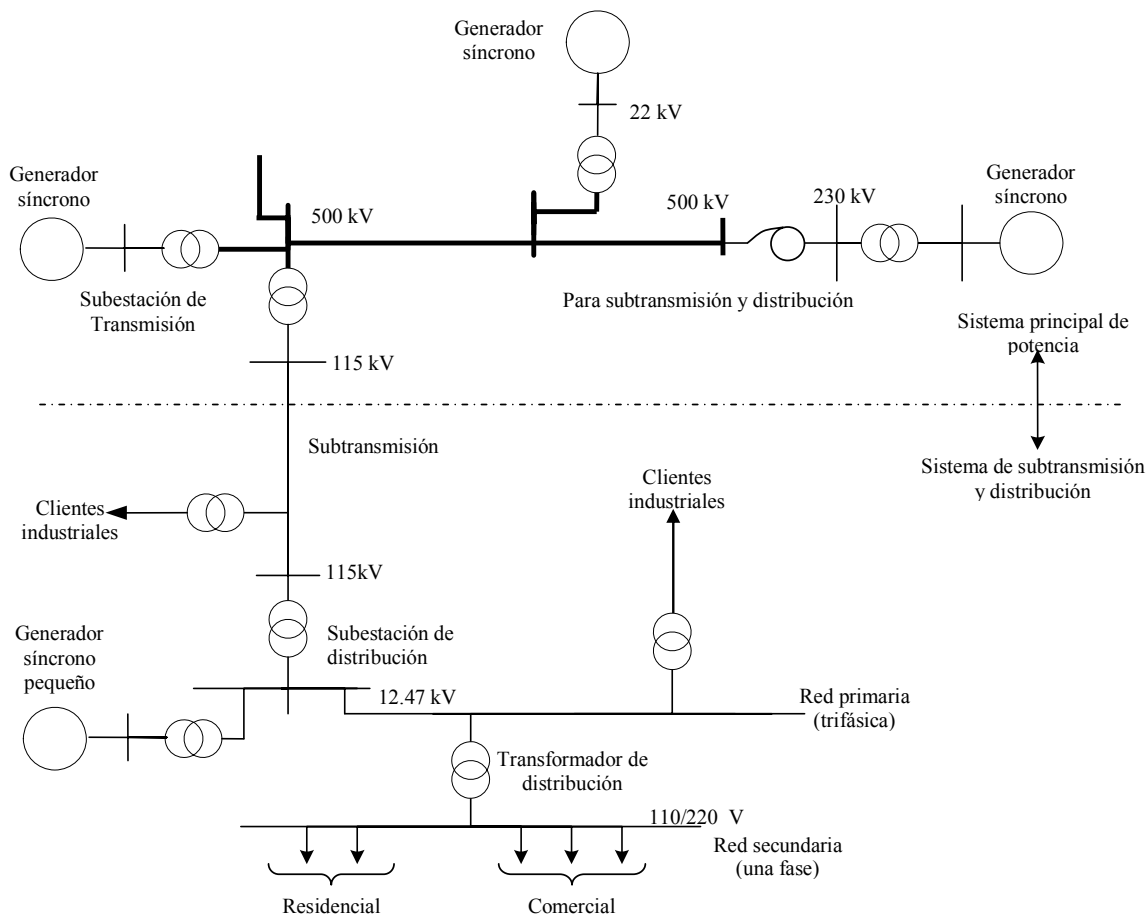 Generador
síncrono
22 kV
Generador
síncrono
500 kV
500 kV
230 kV
Generador
síncrono
Subestación de
Transmisión
Para subtransmisión y distribución
Sistema principal de
potencia
115 kV
Subtransmisión
Sistema de subtransmisión
y distribución
Clientes
industriales
Clientes
industriales
115kV
Generador
síncrono
pequeño
Subestación de
distribución
12.47 kV
Red primaria
(trifásica)
Transformador de
distribución
110/220 V
Red secundaria
(una fase)
Residencial
Comercial